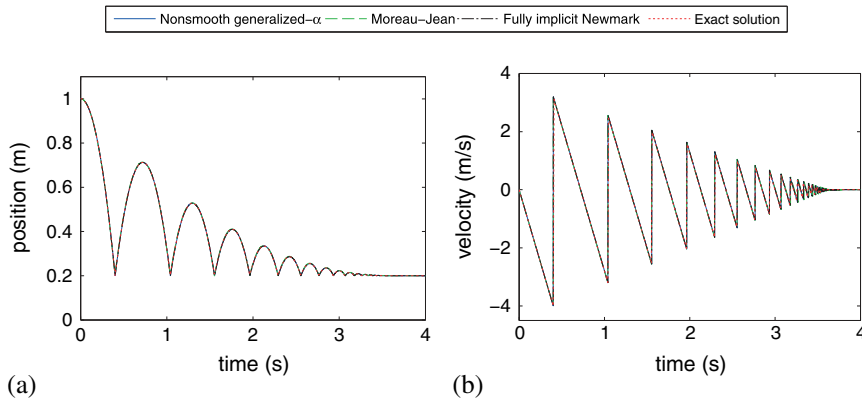 Nonsmooth generalized-α Moreau-Jean Fully implicit Newmark Exact solution
1
0.8
0.6
0.4
0.2
0
position (m)
0 1 2 3 4
time (s)
(a)
4
2
0
-2
-4
velocity (m/s)
0 1 2 3 4
time (s)
(b)